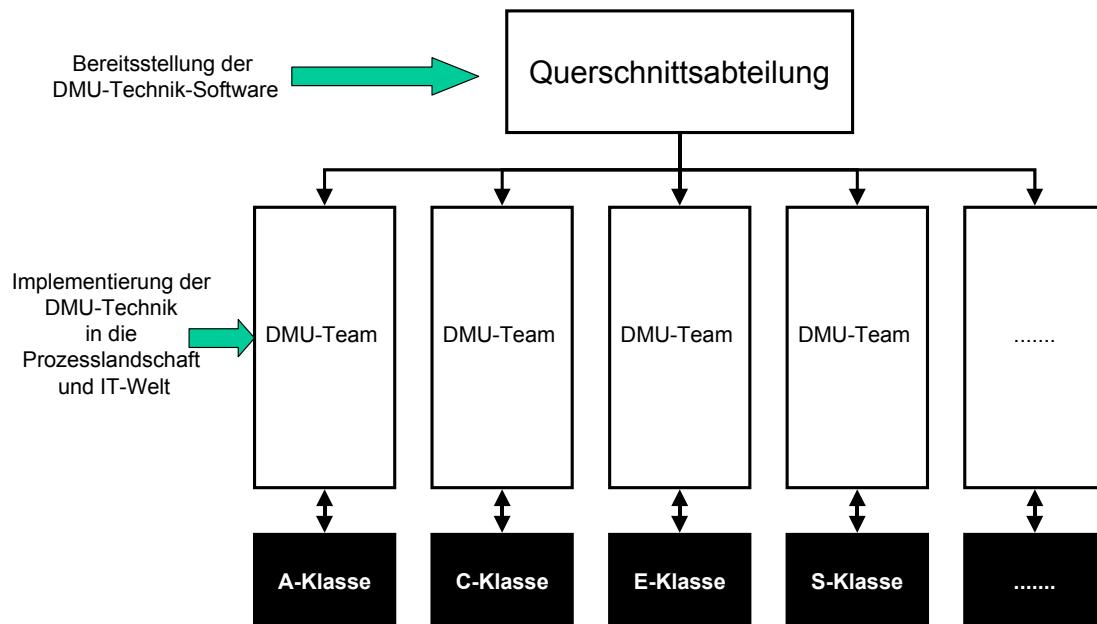 Bereitsstellung der
DMU-Technik-Software
Querschnittsabteilung
Implementierung der
DMU-Technik
in die
Prozesslandschaft
und IT-Welt
DMU-Team
DMU-Team
DMU-Team
DMU-Team
.......
A-Klasse
C-Klasse
E-Klasse
S-Klasse
.......